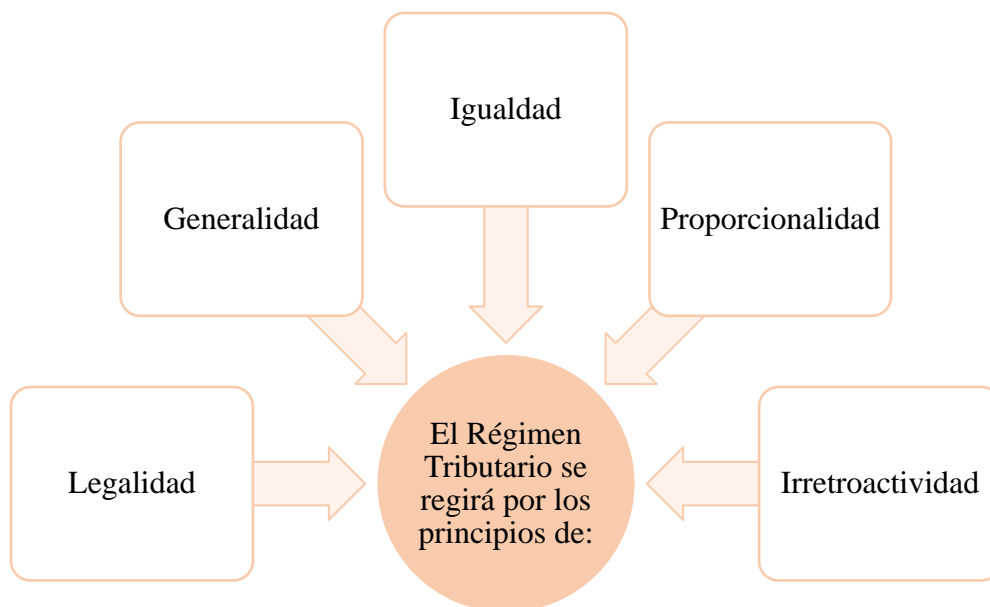 Igualdad
Generalidad
Proporcionalidad
Legalidad
El Régimen
Tributario se
regirá por los
principios de:
Irretroactividad